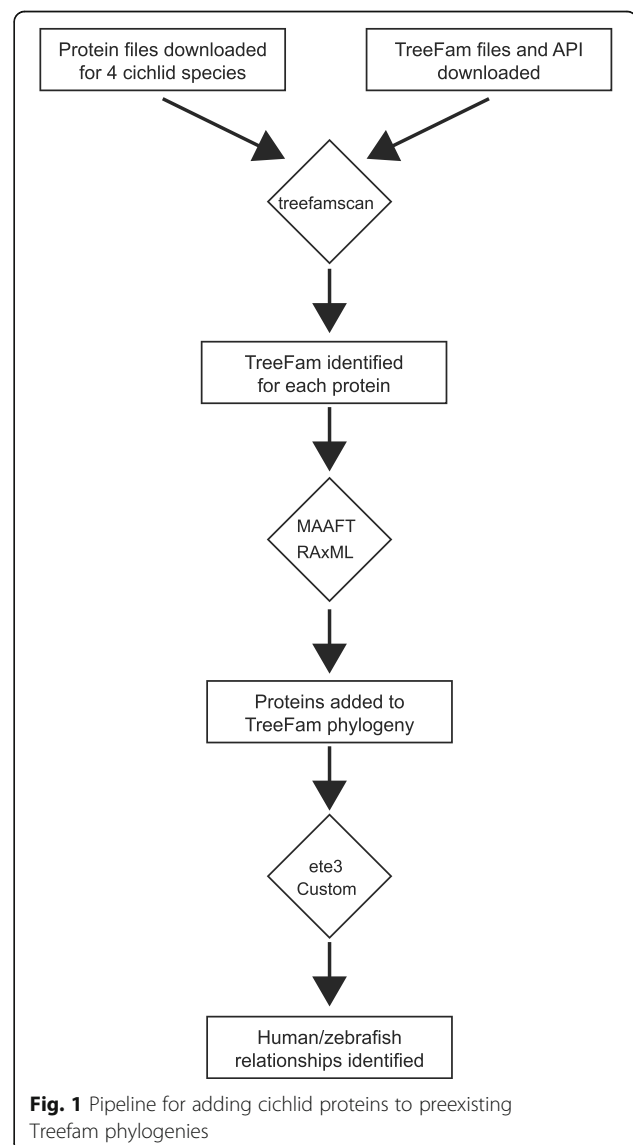 Protein files downloaded
for 4 cichlid species
TreeFam files and API
downloaded
treefamscan
TreeFam identified
for each protein
MAAFT
RAxML
Proteins added to
TreeFam phylogeny
ete3
Custom
Human/zebrafish
relationships identified
Fig. 1 Pipeline for adding cichlid proteins to preexisting
Treefam phylogenies